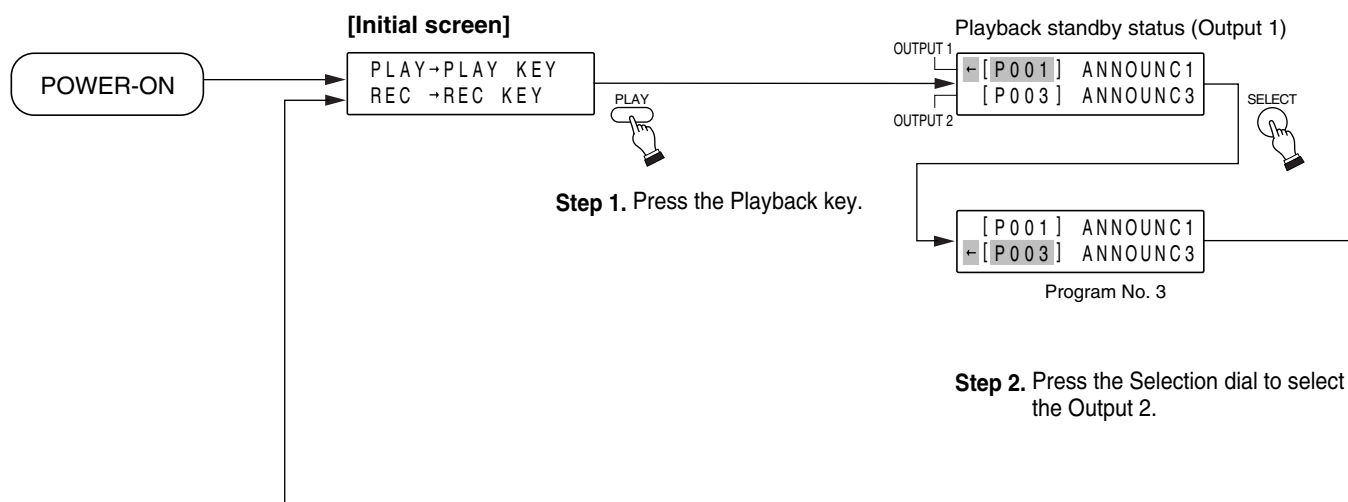 [Initial screen]
POWER-ON
PLAY→PLAY KEY
REC →REC KEY
PLAY
Step 1. Press the Playback key.
Playback standby status (Output 1)
OUTPUT 1
←[P001] ANNOUNC1
[P003] ANNOUNC3
OUTPUT 2
SELECT
[P001] ANNOUNC1
←[P003] ANNOUNC3
Program No. 3
Step 2. Press the Selection dial to select
the Output 2.